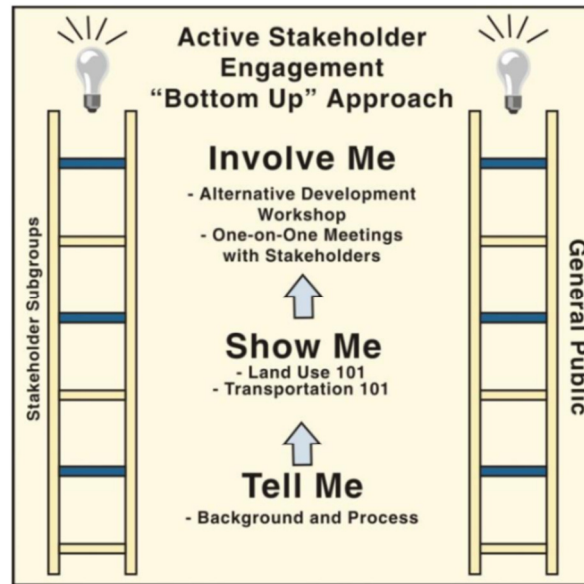 Active Stakeholder
Engagement
“Bottom Up” Approach
Involve Me
- Alternative Development
Workshop
- One-on-One Meetings
with Stakeholders
Show Me
- Land Use 101
- Transportation 101
Tell Me
- Background and Process
Stakeholder Subgroups
General Public